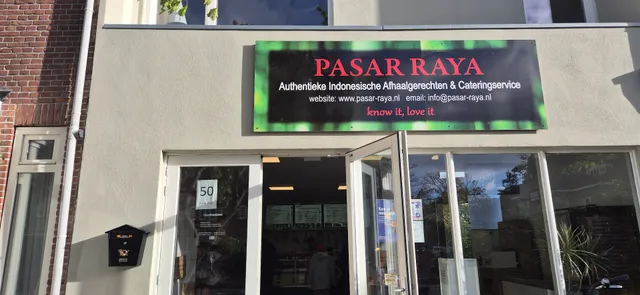 PASAR RAYA
Authentieke Indonesische Afhaalgerechten & Cateringservice
website: www.pasar-raya.nl email: info@pasar-raya.nl
know it, love it
50